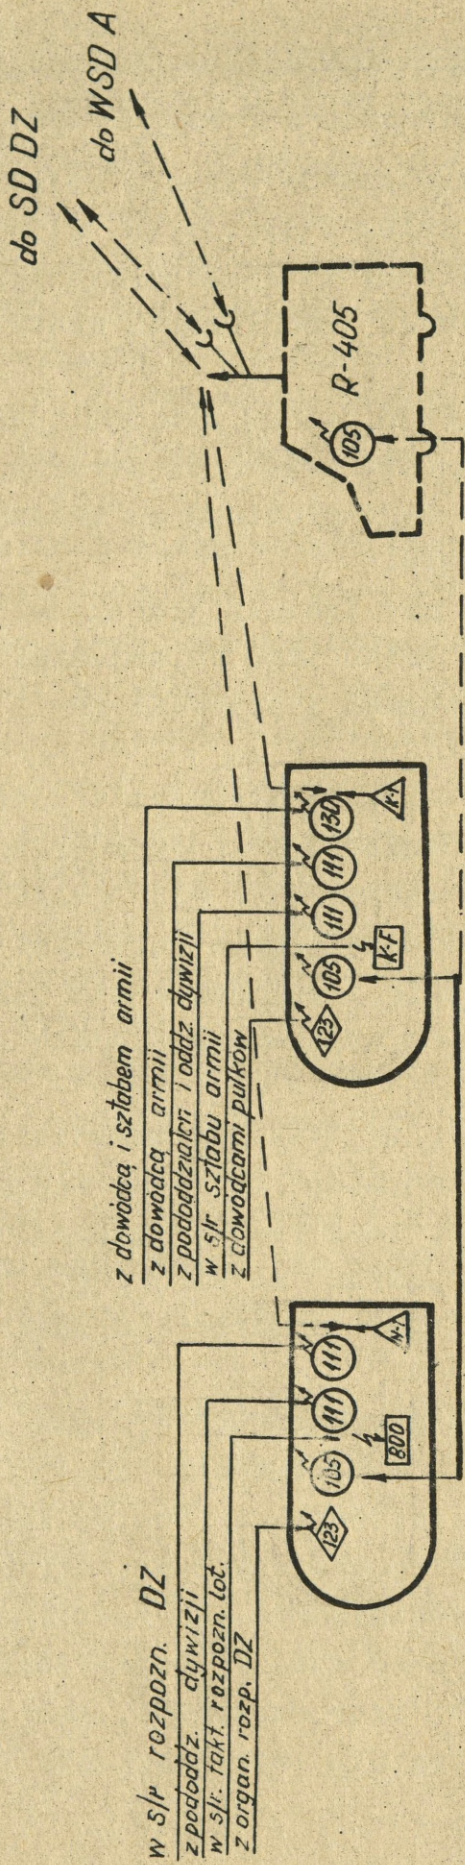 w s/r rozpozn. DZ
z pododdz. dywizji
w s/r. takt. rozpozn. lot.
z organ. rozp. DZ
123
105
111
111
800
z dowódcą i sztabem armii
z dowódcą armii
z pododdziałem i oddz. dywizji
w s/r sztabu armii
z dowódcami pułków
123
105
111
111
130
K-F
K-1
105
R-405
do SD DZ
do WSD A